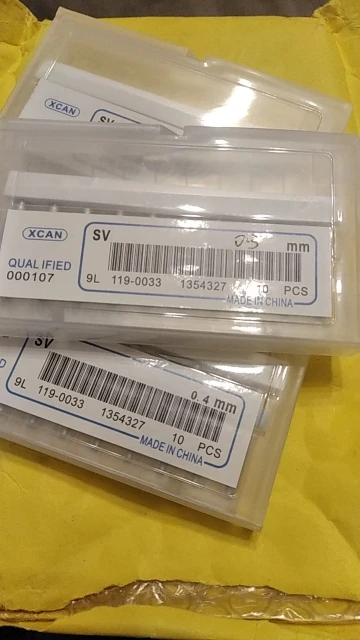 XCAN
SV
XCAN
SV 0.5 mm
QUALIFIED
000107
9L 119-0033 1354327 10 PCS
MADE IN CHINA
SV
0.4 mm
9L 119-0033 1354327 10 PCS
MADE IN CHINA